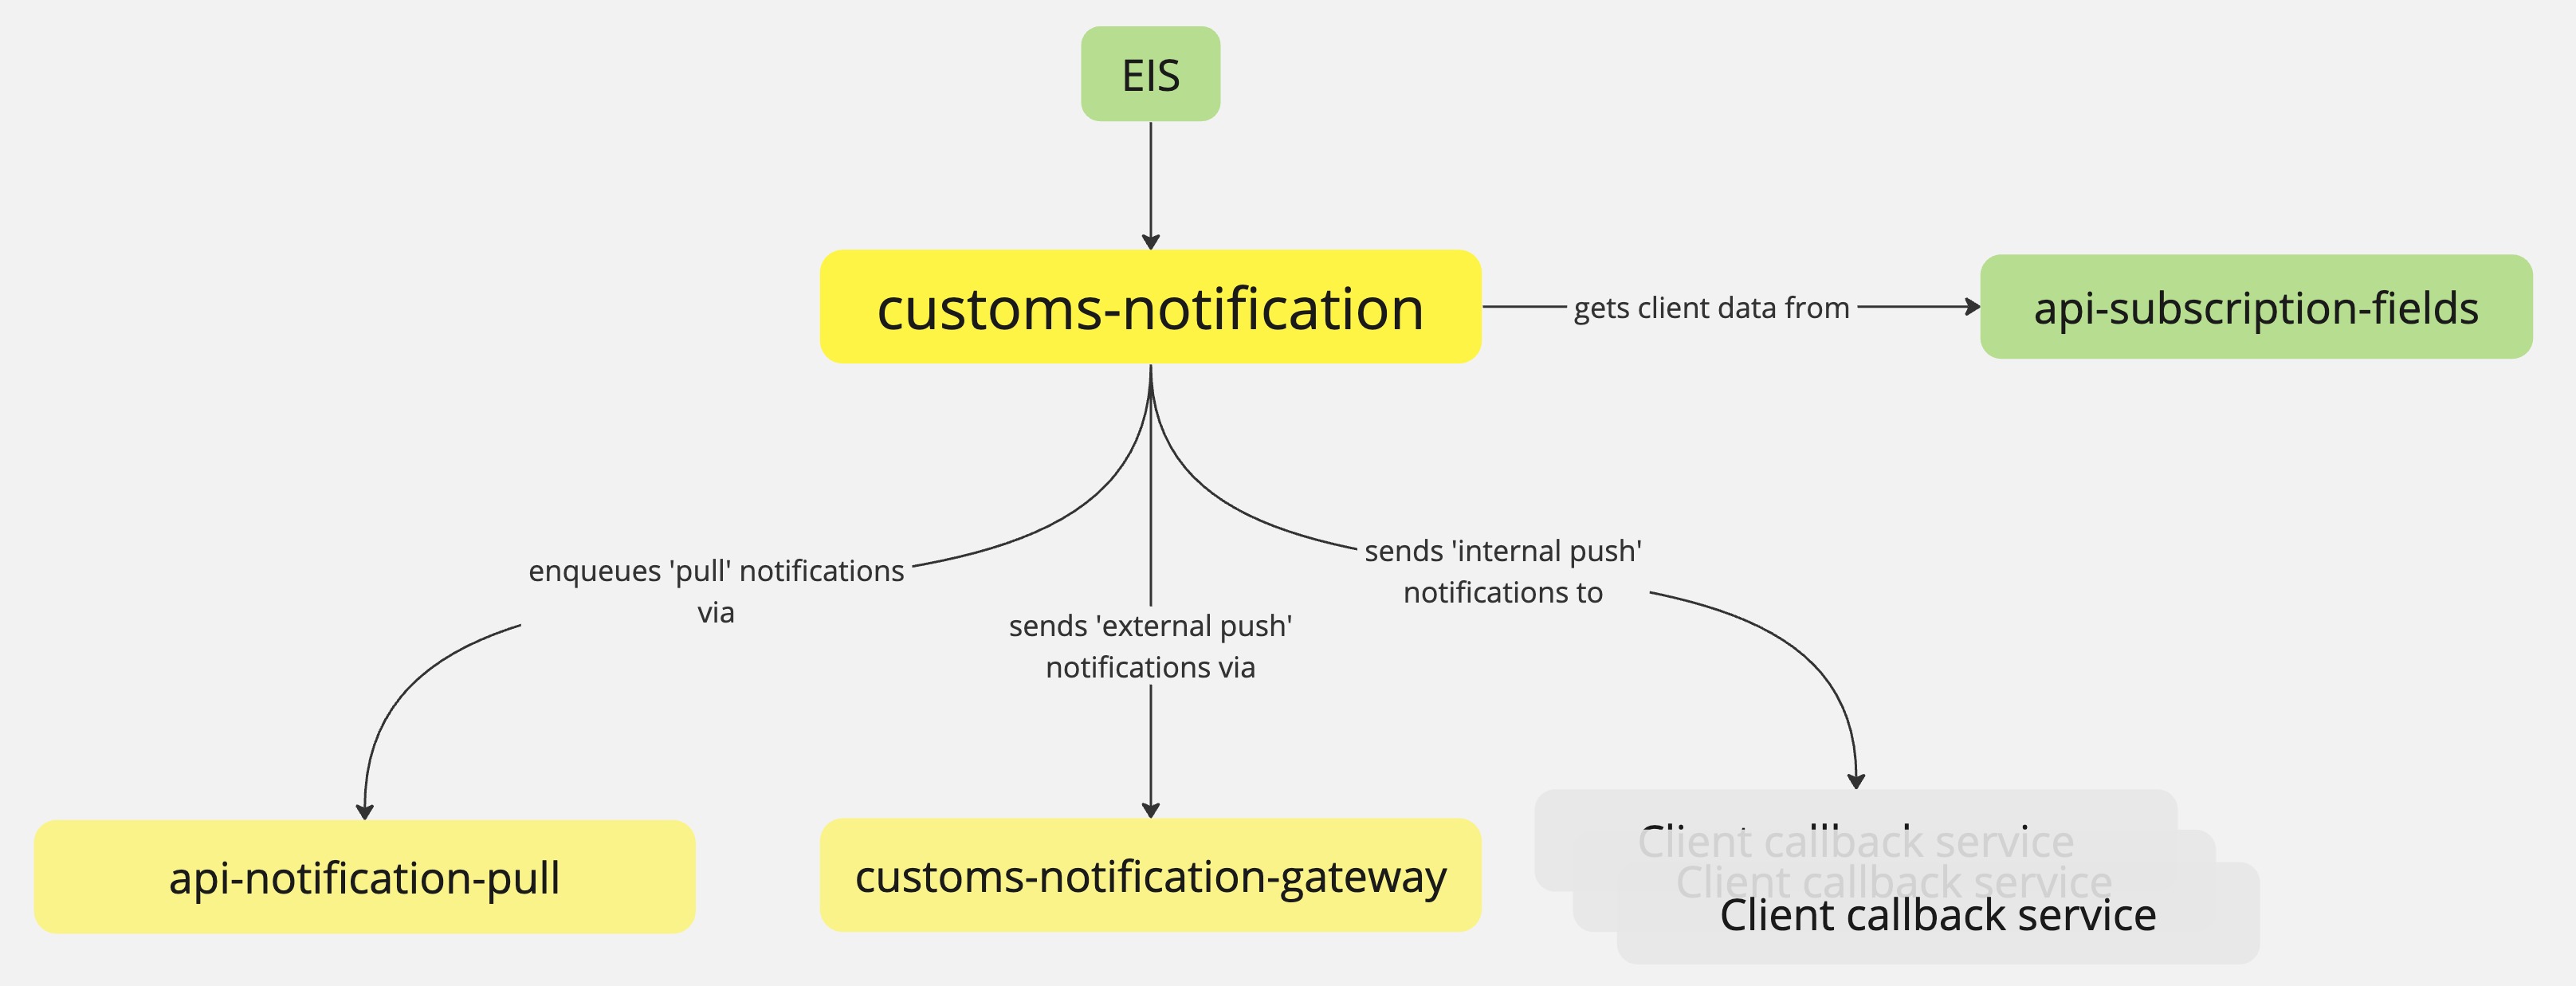 EIS
customs-notification
gets client data from
api-subscription-fields
enqueues 'pull' notifications
via
sends 'external push'
notifications via
sends 'internal push'
notifications to
api-notification-pull
customs-notification-gateway
Client callback service
Client callback service
Client callback service